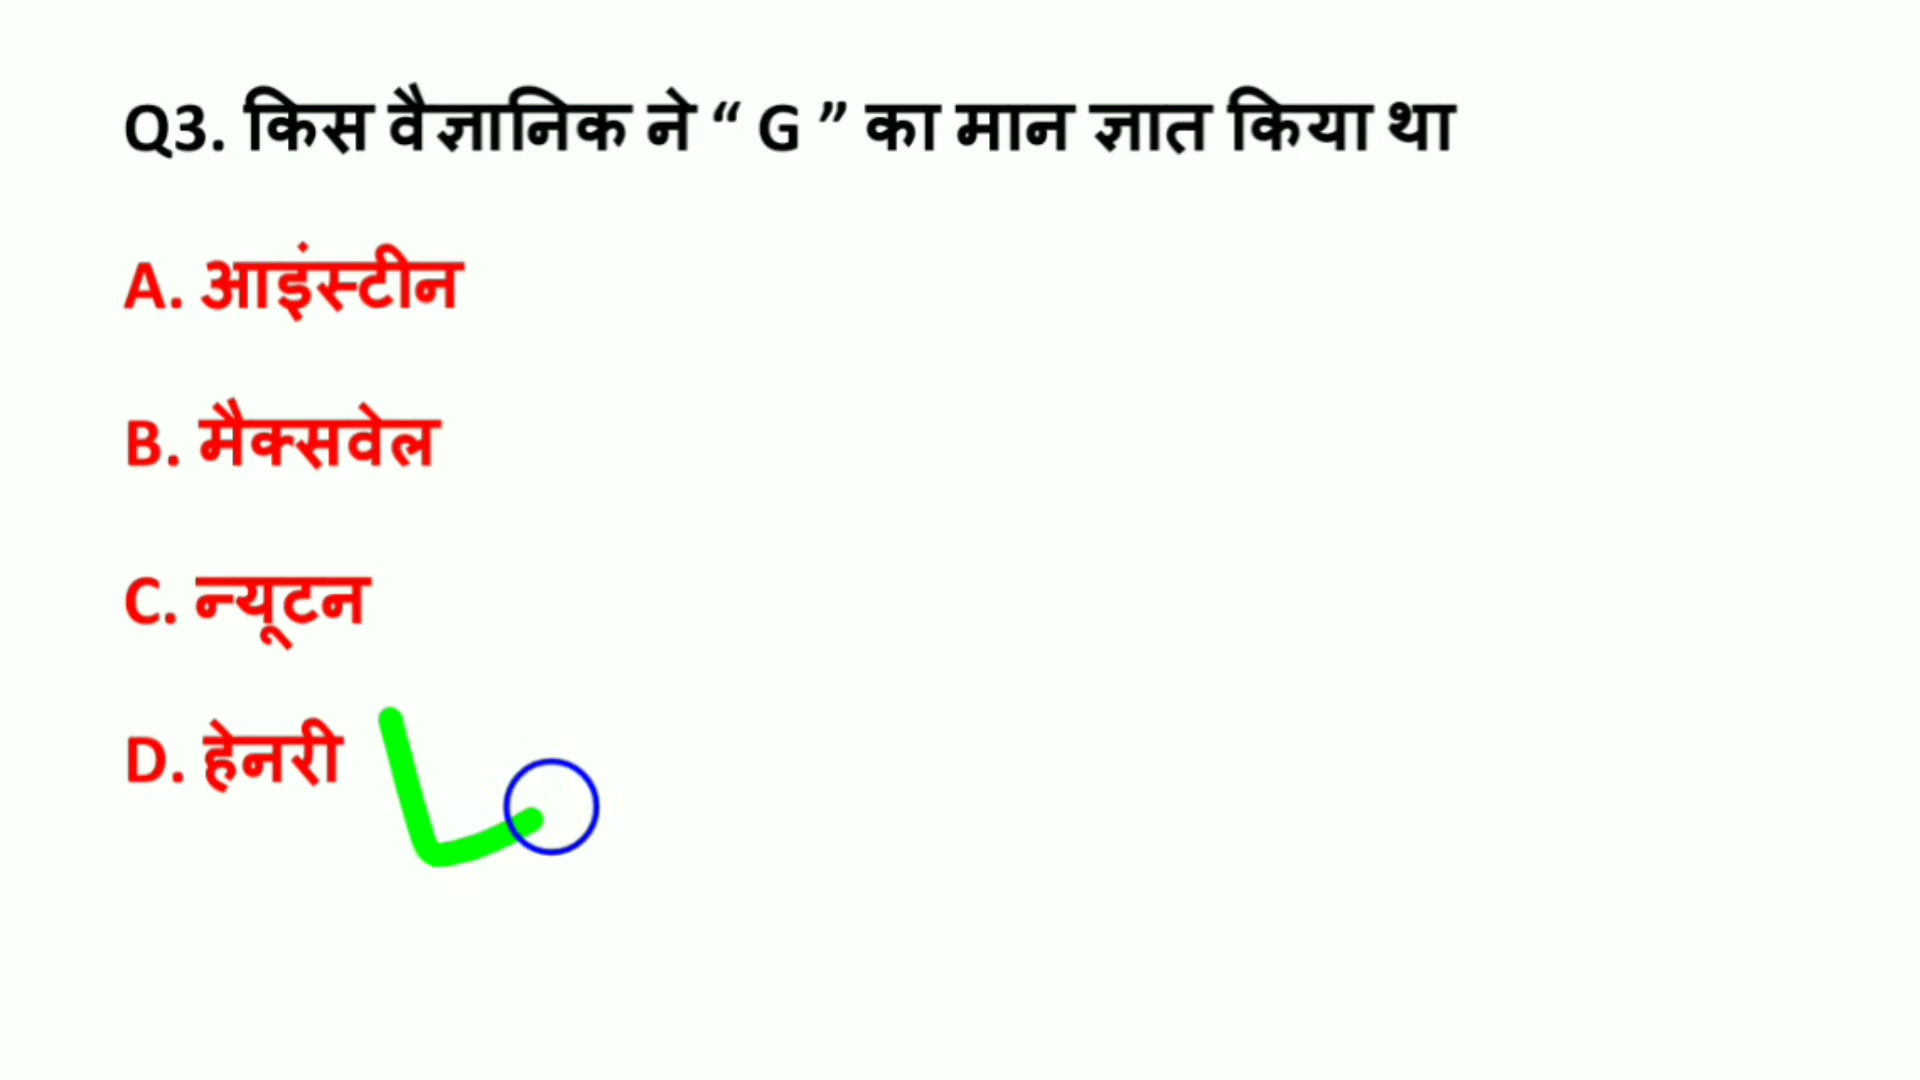 Q3. किस वैज्ञानिक ने “ G ” का मान ज्ञात किया था
A. आइंस्टीन
B. मैक्सवेल
C. न्यूटन
D. हेनरी